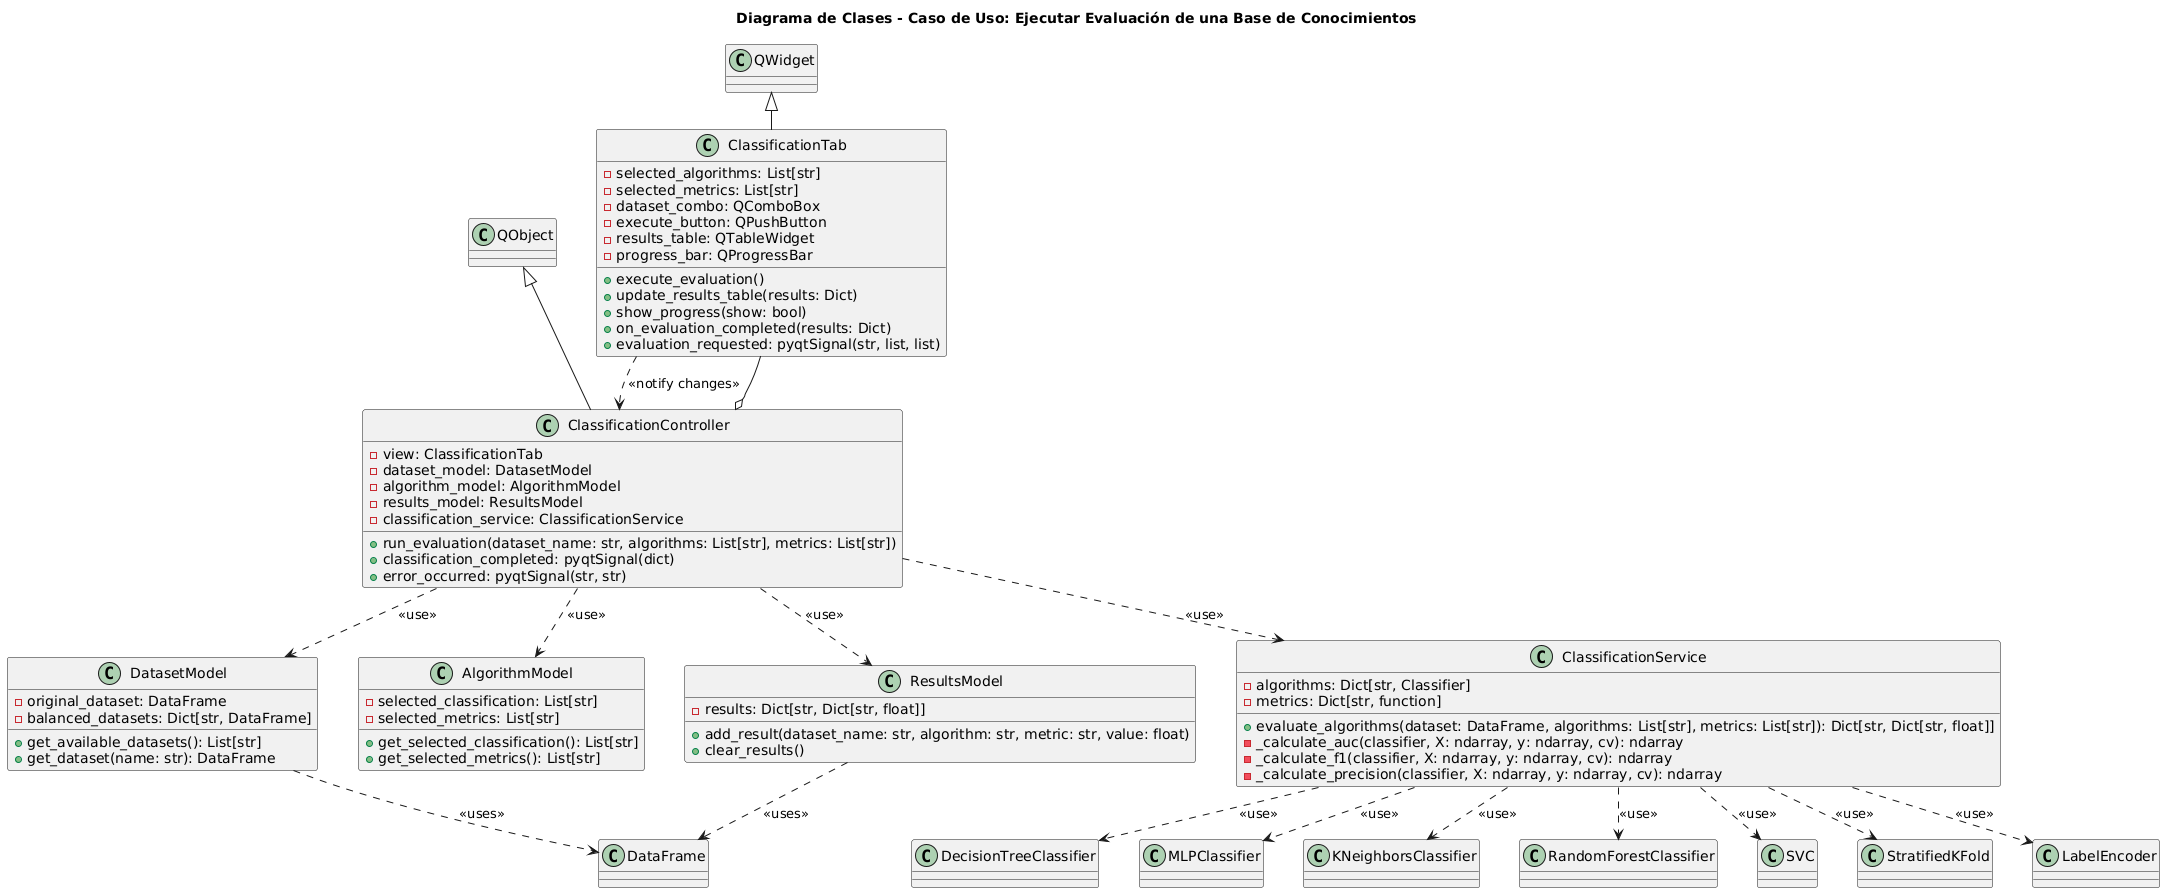 Diagrama de Clases - Caso de Uso: Ejecutar Evaluación de una Base de Conocimientos
C QWidget
C ClassificationTab
selected_algorithms: List[str]
selected_metrics: List[str]
dataset_combo: QComboBox
execute_button: QPushButton
results_table: QTableWidget
progress_bar: QProgressBar
execute_evaluation()
update_results_table(results: Dict)
show_progress(show: bool)
on_evaluation_completed(results: Dict)
evaluation_requested: pyqtSignal(str, list, list)
C QObject
«notify changes»
C ClassificationController
view: ClassificationTab
dataset_model: DatasetModel
algorithm_model: AlgorithmModel
results_model: ResultsModel
classification_service: ClassificationService
run_evaluation(dataset_name: str, algorithms: List[str], metrics: List[str])
classification_completed: pyqtSignal(dict)
error_occurred: pyqtSignal(str, str)
«use»
«use»
«use»
«use»
C DatasetModel
original_dataset: DataFrame
balanced_datasets: Dict[str, DataFrame]
get_available_datasets(): List[str]
get_dataset(name: str): DataFrame
C AlgorithmModel
selected_classification: List[str]
selected_metrics: List[str]
get_selected_classification(): List[str]
get_selected_metrics(): List[str]
C ResultsModel
results: Dict[str, Dict[str, float]]
add_result(dataset_name: str, algorithm: str, metric: str, value: float)
clear_results()
C ClassificationService
algorithms: Dict[str, Classifier]
metrics: Dict[str, function]
evaluate_algorithms(dataset: DataFrame, algorithms: List[str], metrics: List[str]): Dict[str, Dict[str, float]]
_calculate_auc(classifier, X: ndarray, y: ndarray, cv): ndarray
_calculate_f1(classifier, X: ndarray, y: ndarray, cv): ndarray
_calculate_precision(classifier, X: ndarray, y: ndarray, cv): ndarray
«uses»
«uses»
«use»
«use»
«use»
«use»
«use»
«use»
«use»
C DataFrame
C DecisionTreeClassifier
C MLPClassifier
C KNeighborsClassifier
C RandomForestClassifier
C SVC
C StratifiedKFold
C LabelEncoder